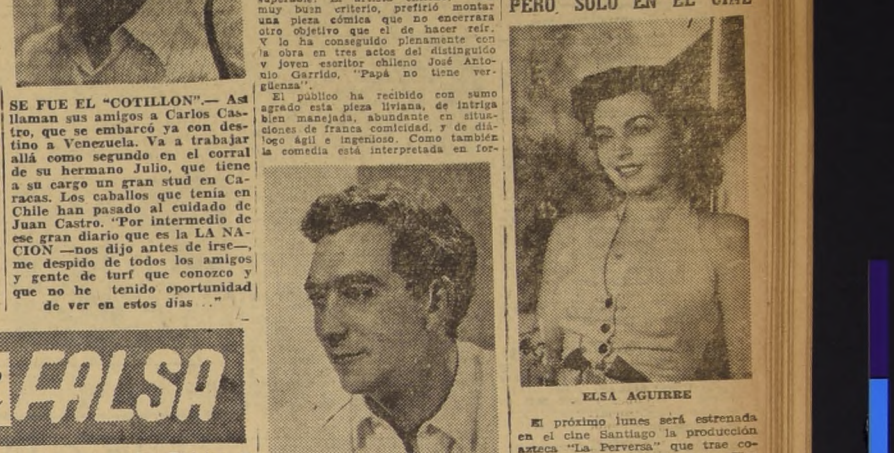 SE FUE EL "COTILLON".— Así
llaman sus amigos a Carlos Cas-
tro, que se embarcó ya con des-
tino a Venezuela. Va a trabajar
allá como segundo en el corral
de su hermano Julio, que tiene
a su cargo un gran stud en Ca-
racas. Los caballos que tenía en
Chile han pasado al cuidado de
Juan Castro. "Por intermedio de
ese gran diario que es la LA NA-
CION —nos dijo antes de irse—,
me despido de todos los amigos
y gente de turf que conozco y
que no he tenido oportunidad
de ver en estos días .."
FALSA
muy buen criterio, prefirió montar
una pieza cómica que no encerrara
otro objetivo que el de hacer reír.
Y lo ha conseguido plenamente con
la obra en tres actos del distinguido
y joven escritor chileno José Anto-
nio Garrido, "Papá no tiene ver-
güenza".
El público ha recibido con sumo
agrado esta pieza liviana, de intriga
bien manejada, abundante en situa-
ciones de franca comicidad, y de diá-
logo ágil e ingenioso. Como también
la comedia está interpretada en for-
PERO, SOLO EN EL CINE
ELSA AGUIRRE
El próximo lunes será estrenada
en el cine Santiago la producción
azteca "La Perversa" que trae co-